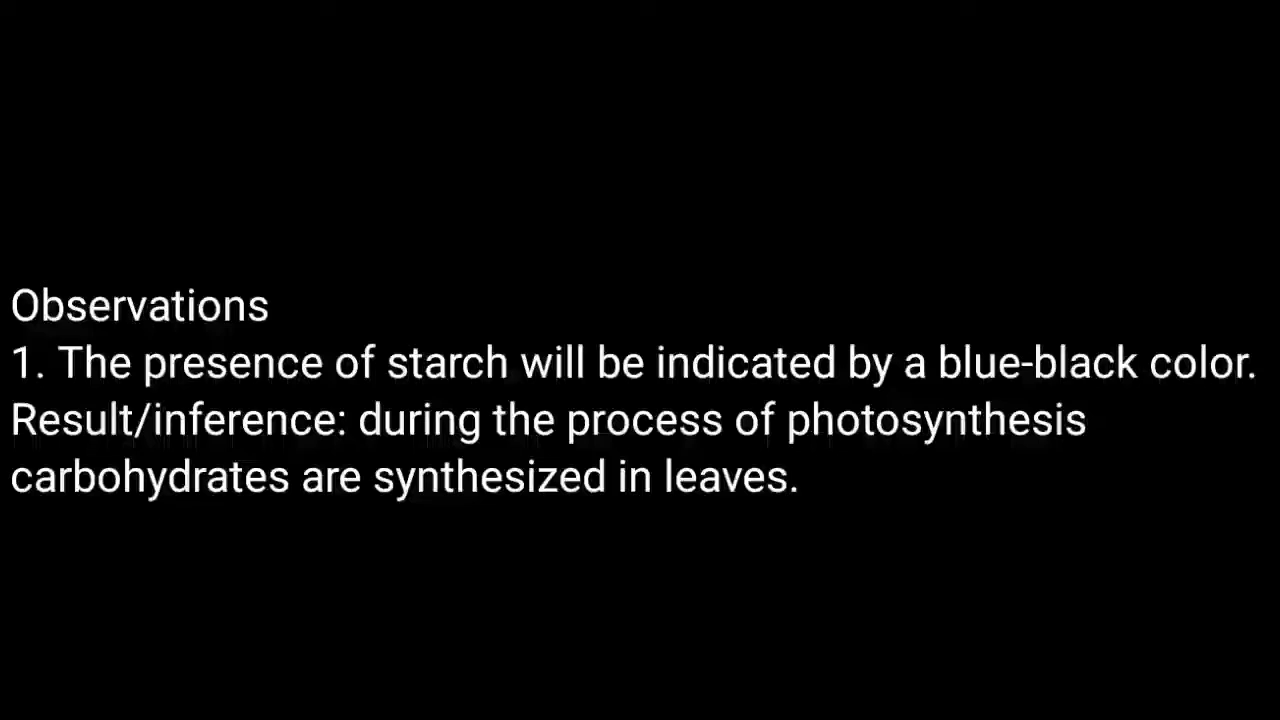 Observations
1. The presence of starch will be indicated by a blue-black color.
Result/inference: during the process of photosynthesis
carbohydrates are synthesized in leaves.